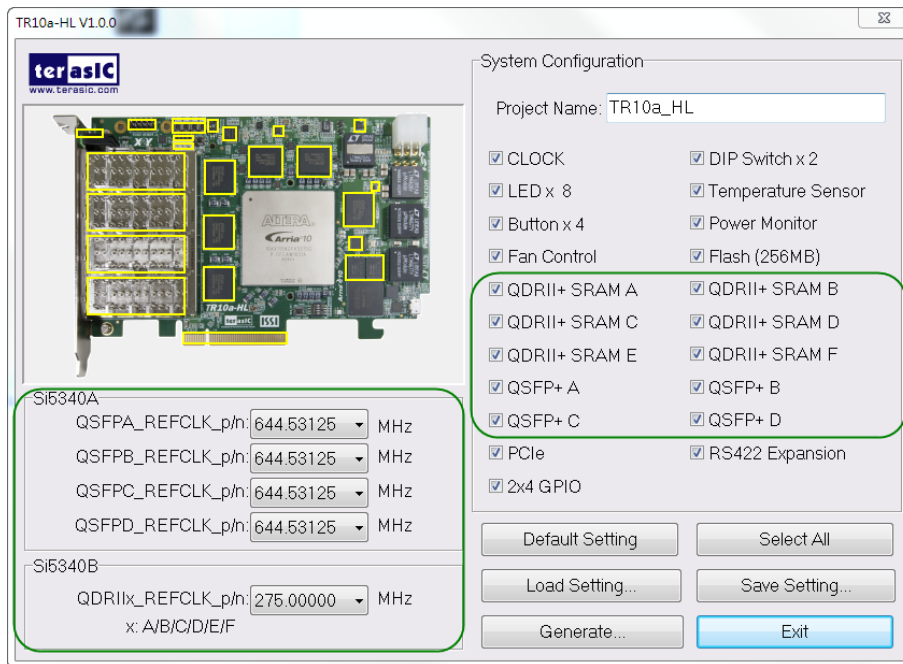 TR10a-HL V1.0.0
terasIC
www.terasic.com
XY
ALTERA
Arria 10
TR10a-HL
terasIC ISSI
System Configuration
Project Name: TR10a_HL
CLOCK
DIP Switch x 2
LED x 8
Temperature Sensor
Button x 4
Power Monitor
Fan Control
Flash (256MB)
QDRII+ SRAM A
QDRII+ SRAM B
QDRII+ SRAM C
QDRII+ SRAM D
QDRII+ SRAM E
QDRII+ SRAM F
QSFP+ A
QSFP+ B
QSFP+ C
QSFP+ D
PCIe
RS422 Expansion
2x4 GPIO
Si5340A
QSFPA_REFCLK_p/n: 644.53125 MHz
QSFPB_REFCLK_p/n: 644.53125 MHz
QSFPC_REFCLK_p/n: 644.53125 MHz
QSFPD_REFCLK_p/n: 644.53125 MHz
Si5340B
QDRIIx_REFCLK_p/n: 275.00000 MHz
x: A/B/C/D/E/F
Default Setting
Select All
Load Setting...
Save Setting...
Generate...
Exit